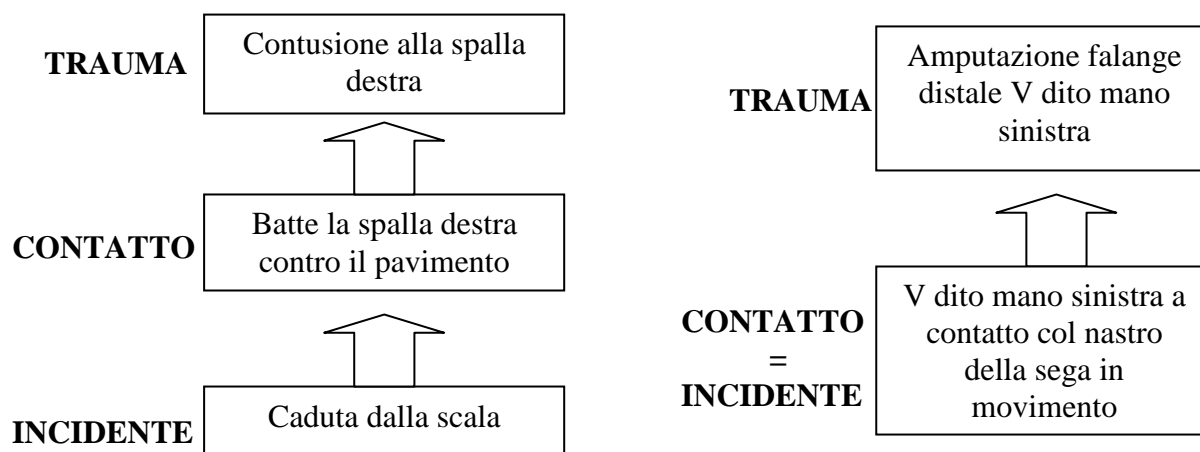 TRAUMA
Contusione alla spalla
destra
CONTATTO
Batte la spalla destra
contro il pavimento
INCIDENTE
Caduta dalla scala
TRAUMA
Amputazione falange
distale V dito mano
sinistra
CONTATTO
=
INCIDENTE
V dito mano sinistra a
contatto col nastro
della sega in
movimento